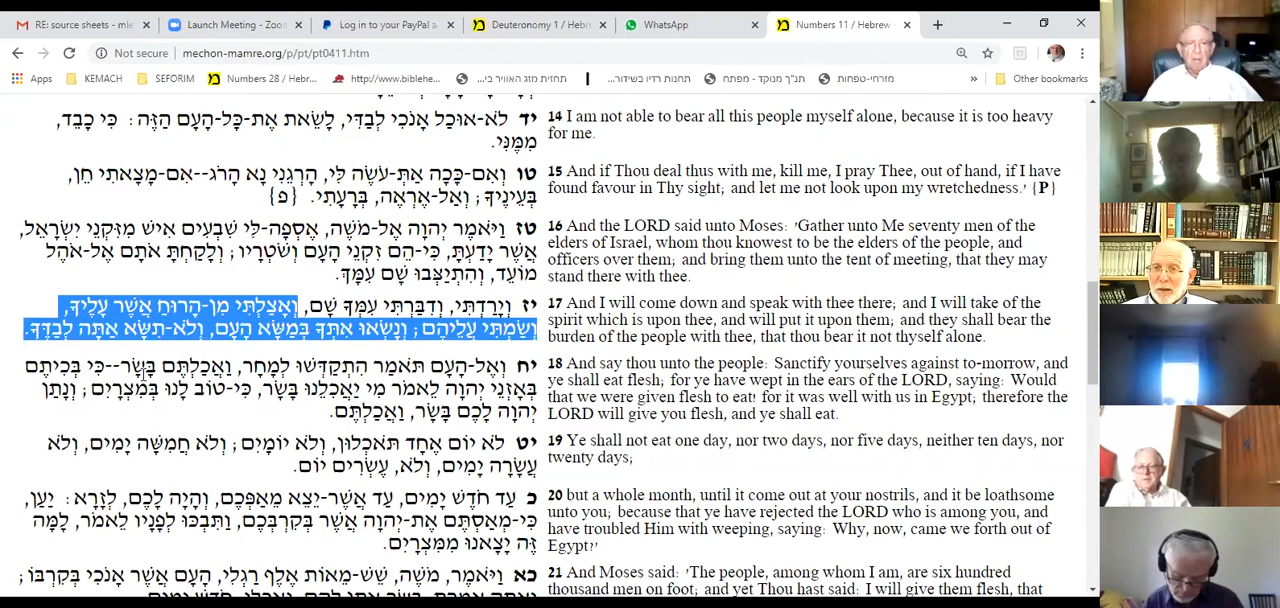 RE: source sheets - mle
Launch Meeting - Zoo
Log in to your PayPal a
Deuteronomy 1 / Hebre
WhatsApp
Numbers 11 / Hebrew
Not secure | mechon-mamre.org/p/pt/pt0411.htm
Apps KEMACH SEFORIM Numbers 28 / Hebr... http://www.biblehe... תחזית מזג האוויר בי... תחנות רדיו בשידור... תנ"ך מנוקד - מפתח מזרחי-טפחות » Other bookmarks
יד לֹא-אוּכַל אָנֹכִי לְבַדִּי, לָשֵׂאת אֶת-כָּל-הָעָם הַזֶּה: כִּי כָבֵד,
מִמֶּנִּי.
14 I am not able to bear all this people myself alone, because it is too heavy
for me.
טו וְאִם-כָּכָה אַתְּ-עֹשֶׂה לִּי, הָרְגֵנִי נָא הָרֹג--אִם-מָצָאתִי חֵן,
בְּעֵינֶיךָ; וְאַל-אֶרְאֶה, בְּרָעָתִי. {פ}
15 And if Thou deal thus with me, kill me, I pray Thee, out of hand, if I have
found favour in Thy sight; and let me not look upon my wretchedness.' {P}
טז וַיֹּאמֶר יְהוָה אֶל-מֹשֶׁה, אֶסְפָה-לִּי שִׁבְעִים אִישׁ מִזִּקְנֵי יִשְׂרָאֵל,
אֲשֶׁר יָדַעְתָּ, כִּי-הֵם זִקְנֵי הָעָם וְשֹׁטְרָיו; וְלָקַחְתָּ אֹתָם אֶל-אֹהֶל
מוֹעֵד, וְהִתְיַצְּבוּ שָׁם עִמָּךְ.
16 And the LORD said unto Moses: 'Gather unto Me seventy men of the
elders of Israel, whom thou knowest to be the elders of the people, and
officers over them; and bring them unto the tent of meeting, that they may
stand there with thee.
יז וְיָרַדְתִּי, וְדִבַּרְתִּי עִמְּךָ שָׁם, וְאָצַלְתִּי מִן-הָרוּחַ אֲשֶׁר עָלֶיךָ,
וְשַׂמְתִּי עֲלֵיהֶם; וְנָשְׂאוּ אִתְּךָ בְּמַשָּׂא הָעָם, וְלֹא-תִשָּׂא אַתָּה לְבַדֶּךָ.
17 And I will come down and speak with thee there; and I will take of the
spirit which is upon thee, and will put it upon them; and they shall bear the
burden of the people with thee, that thou bear it not thyself alone.
יח וְאֶל-הָעָם תֹּאמַר הִתְקַדְּשׁוּ לְמָחָר, וַאֲכַלְתֶּם בָּשָׂר--כִּי בְּכִיתֶם
בְּאָזְנֵי יְהוָה לֵאמֹר מִי יַאֲכִלֵנוּ בָּשָׂר, כִּי-טוֹב לָנוּ בְּמִצְרָיִם; וְנָתַן
יְהוָה לָכֶם בָּשָׂר, וַאֲכַלְתֶּם.
18 And say thou unto the people: Sanctify yourselves against to-morrow, and
ye shall eat flesh; for ye have wept in the ears of the LORD, saying: Would
that we were given flesh to eat! for it was well with us in Egypt; therefore the
LORD will give you flesh, and ye shall eat.
יט לֹא יוֹם אֶחָד תֹּאכְלוּן, וְלֹא יוֹמָיִם; וְלֹא חֲמִשָּׁה יָמִים, וְלֹא
עֲשָׂרָה יָמִים, וְלֹא, עֶשְׂרִים יוֹם.
19 Ye shall not eat one day, nor two days, nor five days, neither ten days, nor
twenty days;
כ עַד חֹדֶשׁ יָמִים, עַד אֲשֶׁר-יֵצֵא מֵאַפְּכֶם, וְהָיָה לָכֶם, לְזָרָא: יַעַן,
כִּי-מְאַסְתֶּם אֶת-יְהוָה אֲשֶׁר בְּקִרְבְּכֶם, וַתִּבְכּוּ לְפָנָיו לֵאמֹר, לָמָּה
זֶּה יָצָאנוּ מִמִּצְרָיִם.
20 but a whole month, until it come out at your nostrils, and it be loathsome
unto you; because that ye have rejected the LORD who is among you, and
have troubled Him with weeping, saying: Why, now, came we forth out of
Egypt?'
כא וַיֹּאמֶר, מֹשֶׁה, שֵׁשׁ-מֵאוֹת אֶלֶף רַגְלִי, הָעָם אֲשֶׁר אָנֹכִי בְּקִרְבּוֹ;
21 And Moses said: 'The people, among whom I am, are six hundred
thousand men on foot; and yet Thou hast said: I will give them flesh, that